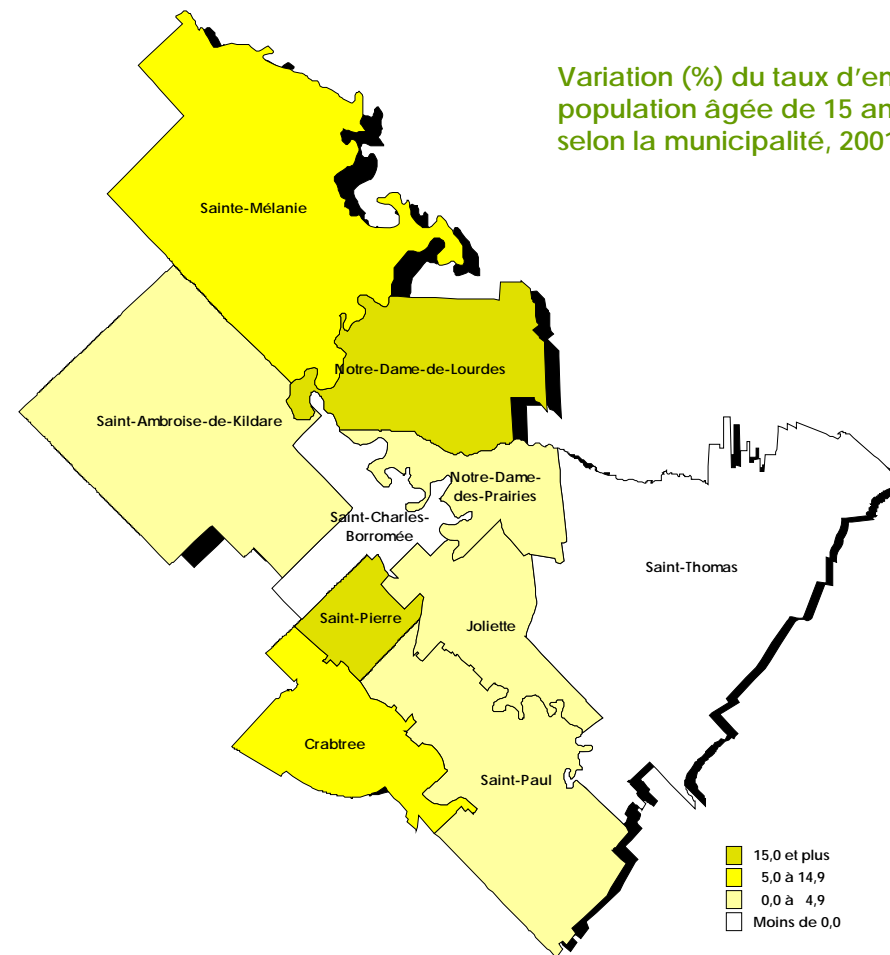 Variation (%) du taux d'en
population âgée de 15 an
selon la municipalité, 2001
Sainte-Mélanie
Notre-Dame-de-Lourdes
Saint-Ambroise-de-Kildare
Notre-Dame-
des-Prairies
Saint-Charles-
Borromée
Saint-Thomas
Saint-Pierre
Joliette
Crabtree
Saint-Paul
15,0 et plus
5,0 à 14,9
0,0 à 4,9
Moins de 0,0